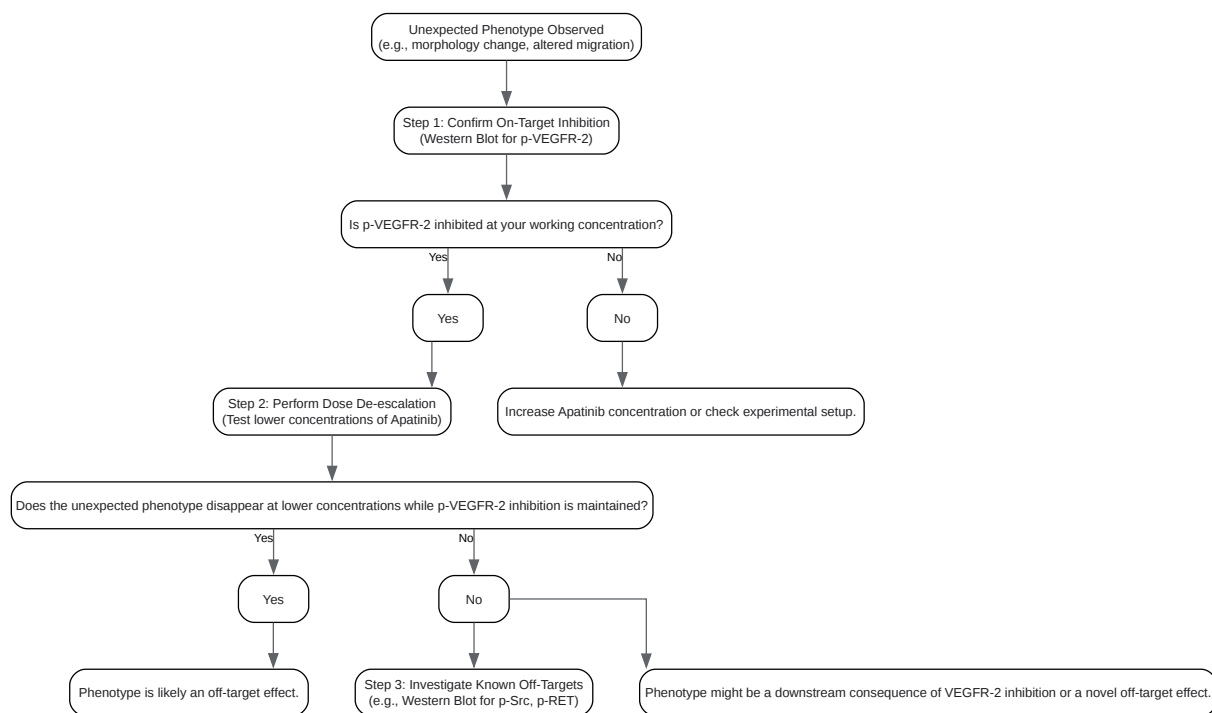 Unexpected Phenotype Observed
(e.g., morphology change, altered migration)
Step 1: Confirm On-Target Inhibition
(Western Blot for p-VEGFR-2)
Is p-VEGFR-2 inhibited at your working concentration?
Yes
No
Yes
No
Step 2: Perform Dose De-escalation
(Test lower concentrations of Apatinib)
Increase Apatinib concentration or check experimental setup.
Does the unexpected phenotype disappear at lower concentrations while p-VEGFR-2 inhibition is maintained?
Yes
No
Yes
No
Phenotype is likely an off-target effect.
Step 3: Investigate Known Off-Targets
(e.g., Western Blot for p-Src, p-RET)
Phenotype might be a downstream consequence of VEGFR-2 inhibition or a novel off-target effect.